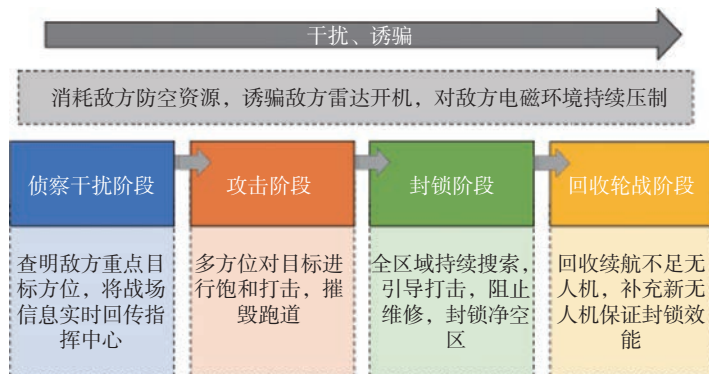 干扰、诱骗
消耗敌方防空资源，诱骗敌方雷达开机，对敌方电磁环境持续压制
侦察干扰阶段
查明敌方重点目
标方位，将战场
信息实时回传指
挥中心
攻击阶段
多方位对目标进
行饱和打击，摧
毁跑道
封锁阶段
全区域持续搜索，
引导打击，阻止
维修，封锁净空
区
回收轮战阶段
回收续航不足无
人机，补充新无
人机保证封锁效
能